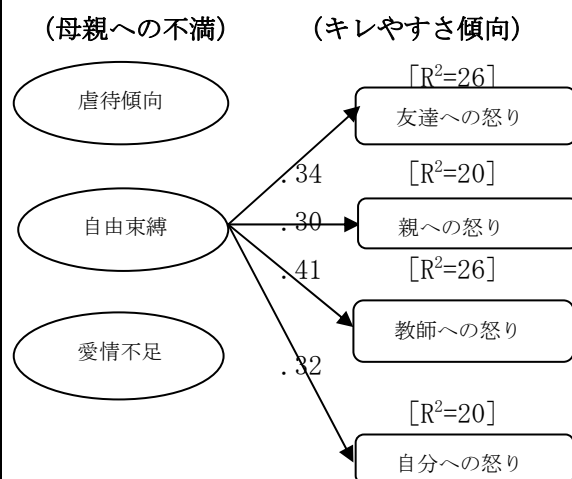 (母親への不満) (キレやすさ傾向)
[R²=26]
虐待傾向 友達への怒り
.34 [R²=20]
自由束縛 .30 親への怒り
.41 [R²=26]
教師への怒り
愛情不足
.32
[R²=20]
自分への怒り